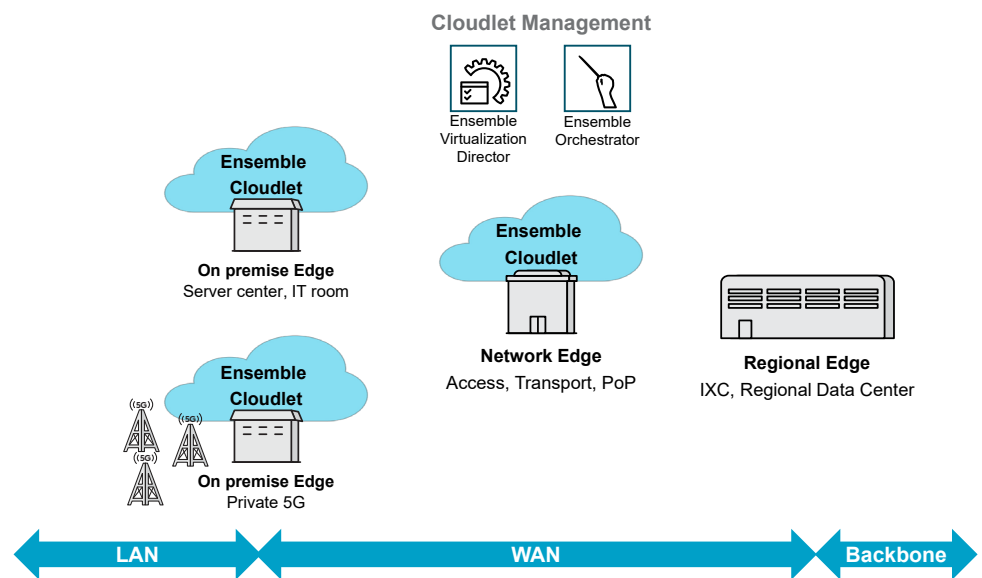 Cloudlet Management
Ensemble
Virtualization
Director
Ensemble
Orchestrator
Ensemble
Cloudlet
On premise Edge
Server center, IT room
Ensemble
Cloudlet
Network Edge
Access, Transport, PoP
Regional Edge
IXC, Regional Data Center
Ensemble
Cloudlet
((5G))
((5G))
((5G))
On premise Edge
Private 5G
LAN
WAN
Backbone